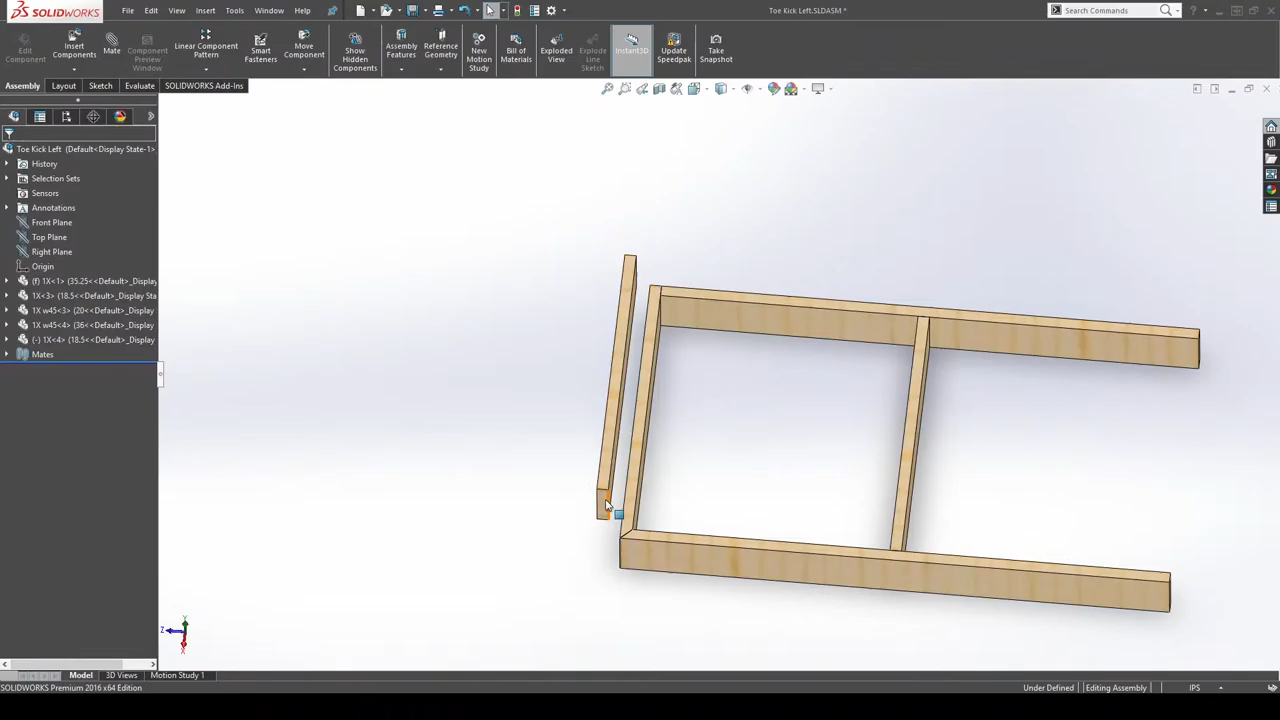 SOLIDWORKS File Edit View Insert Tools Window Help Toe Kick Left.SLDASM * Search Commands
Edit Component
Insert Components
Mate
Component Preview Window
Linear Component Pattern
Smart Fasteners
Move Component
Show Hidden Components
Assembly Features
Reference Geometry
New Motion Study
Bill of Materials
Exploded View
Explode Line Sketch
Instant3D
Update Speedpak
Take Snapshot
Assembly Layout Sketch Evaluate SOLIDWORKS Add-Ins
Toe Kick Left (Default<Display State-1>
History
Selection Sets
Sensors
Annotations
Front Plane
Top Plane
Right Plane
Origin
(f) 1X<1> (35.25<<Default>_Display
1X<3> (18.5<<Default>_Display Sta
1X w45<3> (20<<Default>_Display
1X w45<4> (36<<Default>_Display
(-) 1X<4> (18.5<<Default>_Display
Mates
Y
Z
X
Model 3D Views Motion Study 1
SOLIDWORKS Premium 2016 x64 Edition Under Defined Editing Assembly IPS